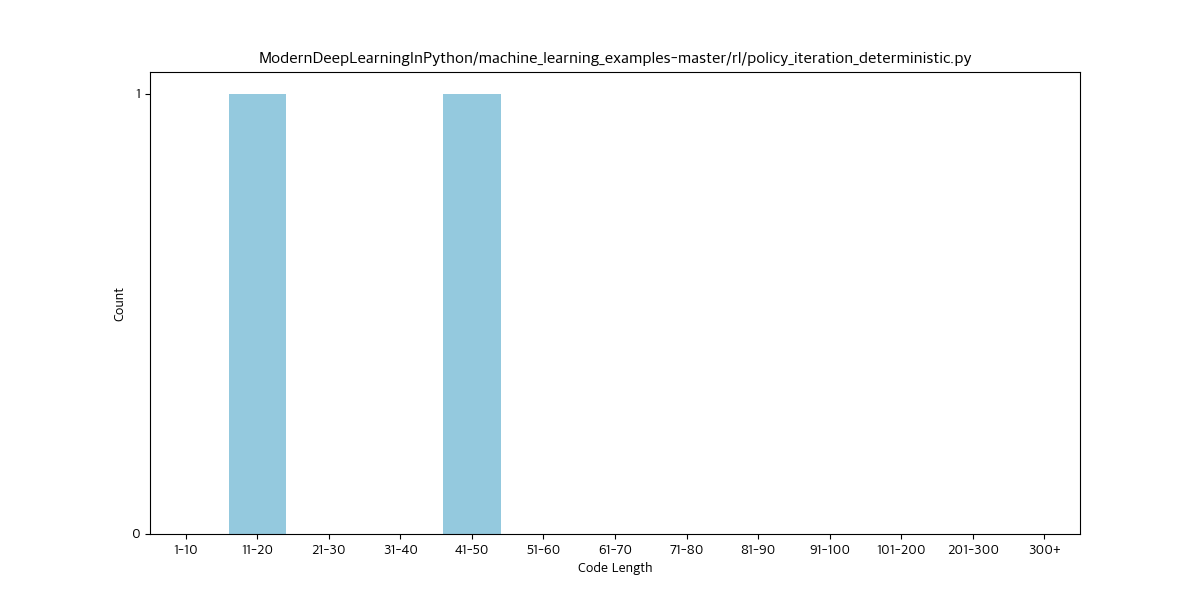 ModernDeepLearningInPython/machine_learning_examples-master/rl/policy_iteration_deterministic.py
1
Count
0
1-10 11-20 21-30 31-40 41-50 51-60 61-70 71-80 81-90 91-100 101-200 201-300 300+
Code Length